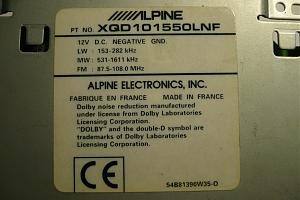 ALPINE
PT NO. XQD101550LNF
12V D.C. NEGATIVE GND.
LW : 153-282 kHz
MW : 531-1611 kHz
FM : 87.5-108.0 MHz
ALPINE ELECTRONICS, INC.
FABRIQUE EN FRANCE MADE IN FRANCE
Dolby noise reduction manufactured
under license from Dolby Laboratories
Licensing Corporation.
"DOLBY" and the double-D symbol are
trademarks of Dolby Laboratories
Licensing Corporation.
CE
54B81390W35-O